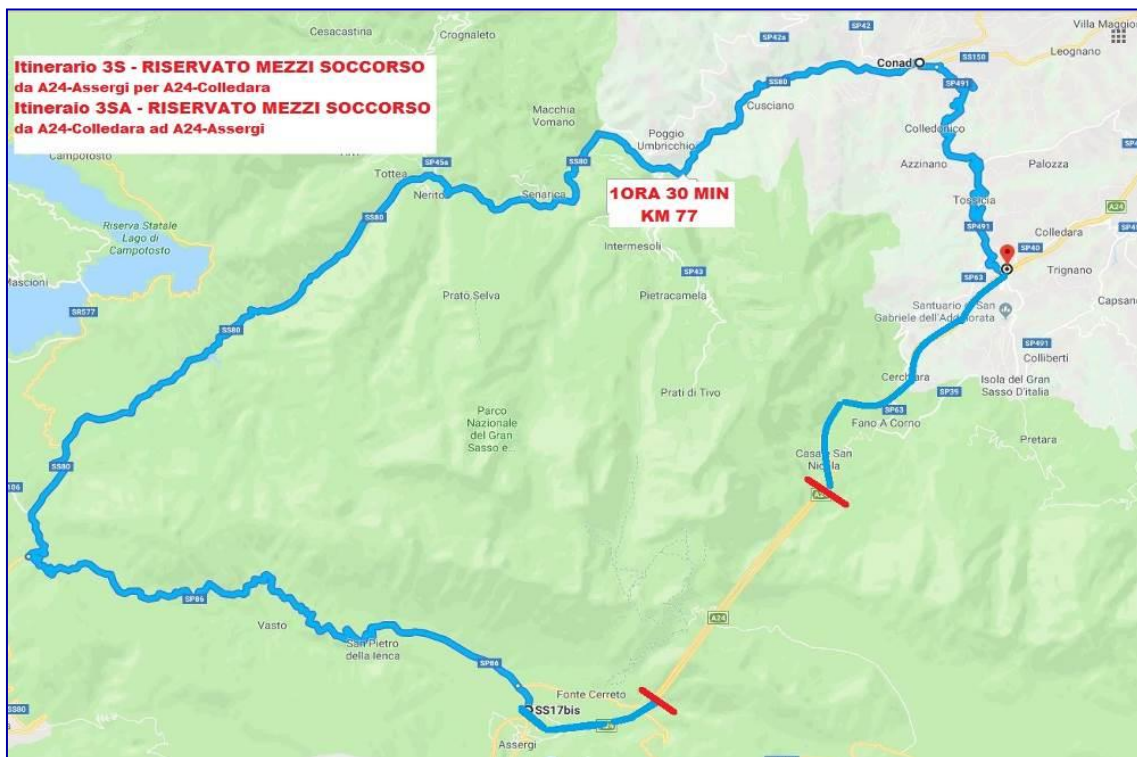 Cesacastina
Crognaleto
SP42
Villa Maggio
SP42a
Leognano
Itinerario 3S - RISERVATO MEZZI SOCCORSO
da A24-Assergi per A24-Colledara
Itineraio 3SA - RISERVATO MEZZI SOCCORSO
da A24-Colledara ad A24-Assergi
Conad
SS150
SS80
SP491
Cusciano
Macchia
Vomano
Poggio
Umbricchio
Colledonico
Campotosto
Azzinano
Palozza
Tottea
SP45a
SS80
Nerito
Senarica
1ORA 30 MIN
KM 77
Tossicia
A24
SS80
Riserva Statale
Lago di
Campotosto
SP491
Colledara
Intermesoli
SP40
Mascioni
SP43
SP63
Trignano
Prato Selva
Pietracamela
Santuario di San
Gabriele dell'Addolorata
Capsano
SR577
SS80
SP491
Colliberti
Cerchiara
Isola del Gran
Sasso D'italia
Prati di Tivo
SP35
Parco
Nazionale
del Gran
Sasso e...
SP63
Fano A Corno
Pretara
Casale San
Nicola
SS80
SP86
A24
Vasto
San Pietro
della Ienca
SP86
Fonte Cerreto
SS17bis
SS80
Assergi